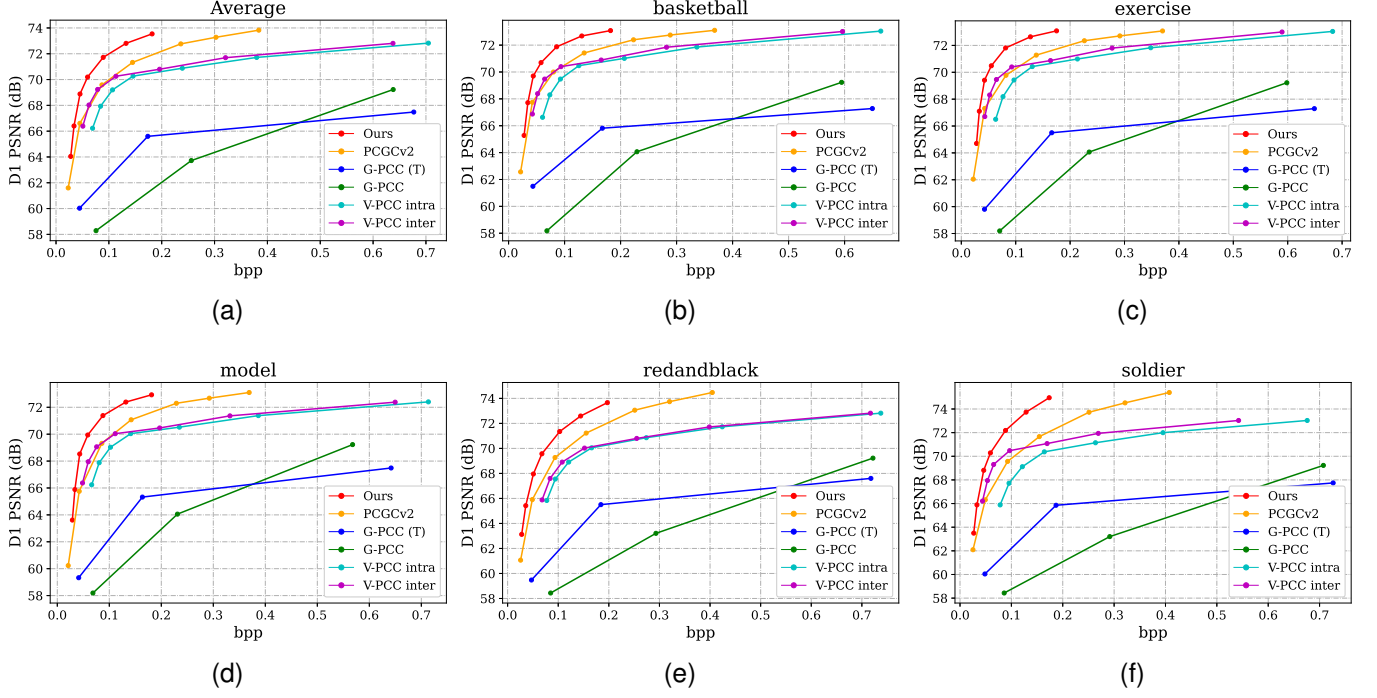 Average
74
72
70
68
66
64
62
60
58
D1 PSNR (dB)
Ours
PCGCv2
G-PCC (T)
G-PCC
V-PCC intra
V-PCC inter
0.0 0.1 0.2 0.3 0.4 0.5 0.6 0.7
bpp
(a)
basketball
72
70
68
66
64
62
60
58
D1 PSNR (dB)
Ours
PCGCv2
G-PCC (T)
G-PCC
V-PCC intra
V-PCC inter
0.0 0.1 0.2 0.3 0.4 0.5 0.6
bpp
(b)
exercise
72
70
68
66
64
62
60
58
D1 PSNR (dB)
Ours
PCGCv2
G-PCC (T)
G-PCC
V-PCC intra
V-PCC inter
0.0 0.1 0.2 0.3 0.4 0.5 0.6 0.7
bpp
(c)
model
72
70
68
66
64
62
60
58
D1 PSNR (dB)
Ours
PCGCv2
G-PCC (T)
G-PCC
V-PCC intra
V-PCC inter
0.0 0.1 0.2 0.3 0.4 0.5 0.6 0.7
bpp
(d)
redandblack
74
72
70
68
66
64
62
60
58
D1 PSNR (dB)
Ours
PCGCv2
G-PCC (T)
G-PCC
V-PCC intra
V-PCC inter
0.0 0.1 0.2 0.3 0.4 0.5 0.6 0.7
bpp
(e)
soldier
74
72
70
68
66
64
62
60
58
D1 PSNR (dB)
Ours
PCGCv2
G-PCC (T)
G-PCC
V-PCC intra
V-PCC inter
0.0 0.1 0.2 0.3 0.4 0.5 0.6 0.7
bpp
(f)